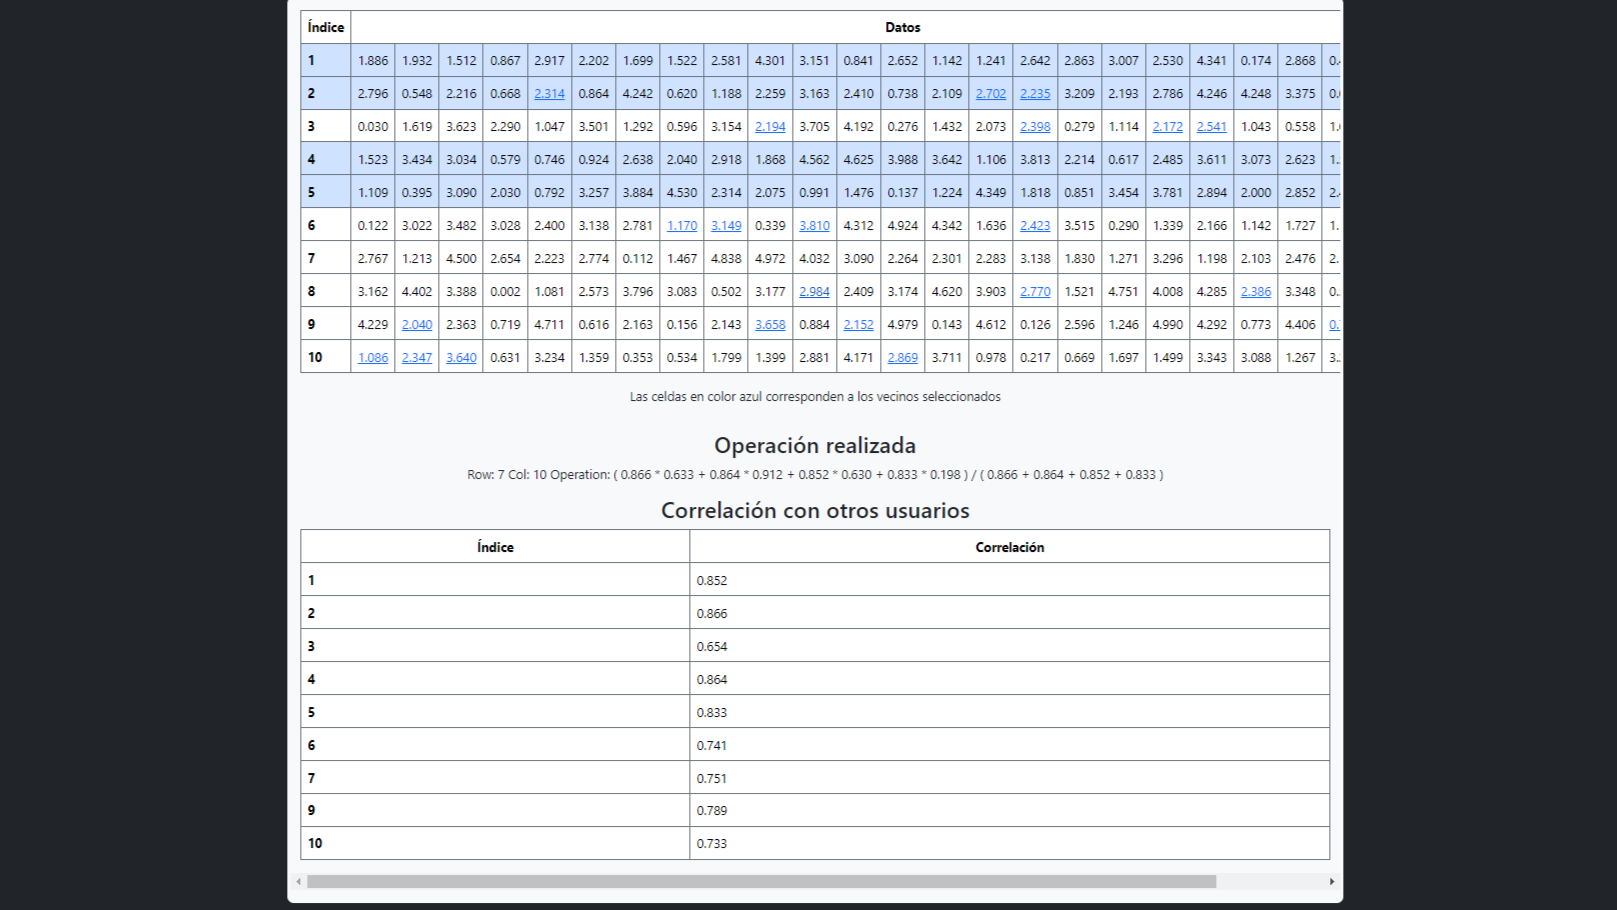 Índice Datos
1 1.886 1.932 1.512 0.867 2.917 2.202 1.699 1.522 2.581 4.301 3.151 0.841 2.652 1.142 1.241 2.642 2.863 3.007 2.530 4.341 0.174 2.868
2 2.796 0.548 2.216 0.668 2.314 0.864 4.242 0.620 1.188 2.259 3.163 2.410 0.738 2.109 2.702 2.235 3.209 2.193 2.786 4.246 4.248 3.375
3 0.030 1.619 3.623 2.290 1.047 3.501 1.292 0.596 3.154 2.194 3.705 4.192 0.276 1.432 2.073 2.398 0.279 1.114 2.172 2.541 1.043 0.558
4 1.523 3.434 3.034 0.579 0.746 0.924 2.638 2.040 2.918 1.868 4.562 4.625 3.988 3.642 1.106 3.813 2.214 0.617 2.485 3.611 3.073 2.623
5 1.109 0.395 3.090 2.030 0.792 3.257 3.884 4.530 2.314 2.075 0.991 1.476 0.137 1.224 4.349 1.818 0.851 3.454 3.781 2.894 2.000 2.852
6 0.122 3.022 3.482 3.028 2.400 3.138 2.781 1.170 3.149 0.339 3.810 4.312 4.924 4.342 1.636 2.423 3.515 0.290 1.339 2.166 1.142 1.727
7 2.767 1.213 4.500 2.654 2.223 2.774 0.112 1.467 4.838 4.972 4.032 3.090 2.264 2.301 2.283 3.138 1.830 1.271 3.296 1.198 2.103 2.476
8 3.162 4.402 3.388 0.002 1.081 2.573 3.796 3.083 0.502 3.177 2.984 2.409 3.174 4.620 3.903 2.770 1.521 4.751 4.008 4.285 2.386 3.348
9 4.229 2.040 2.363 0.719 4.711 0.616 2.163 0.156 2.143 3.658 0.884 2.152 4.979 0.143 4.612 0.126 2.596 1.246 4.990 4.292 0.773 4.406
10 1.086 2.347 3.640 0.631 3.234 1.359 0.353 0.534 1.799 1.399 2.881 4.171 2.869 3.711 0.978 0.217 0.669 1.697 1.499 3.343 3.088 1.267
Las celdas en color azul corresponden a los vecinos seleccionados
Operación realizada
Row: 7 Col: 10 Operation: ( 0.866 * 0.633 + 0.864 * 0.912 + 0.852 * 0.630 + 0.833 * 0.198 ) / ( 0.866 + 0.864 + 0.852 + 0.833 )
Correlación con otros usuarios
Índice Correlación
1 0.852
2 0.866
3 0.654
4 0.864
5 0.833
6 0.741
7 0.751
9 0.789
10 0.733